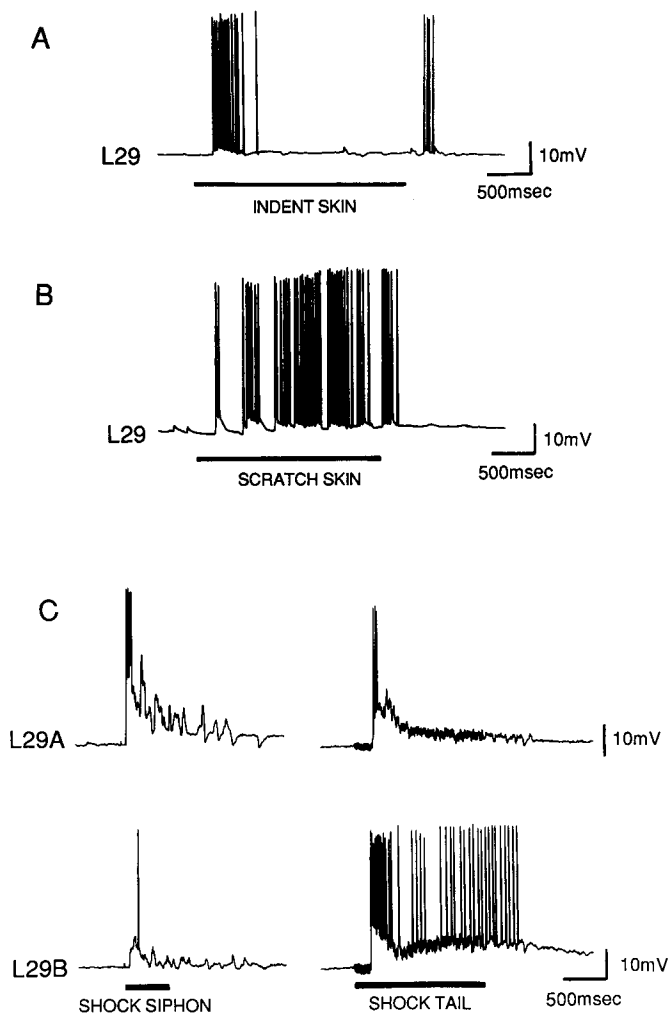 A
L29
10mV
500msec
INDENT SKIN
B
L29
10mV
500msec
SCRATCH SKIN
C
L29A
10mV
L29B
10mV
500msec
SHOCK SIPHON
SHOCK TAIL